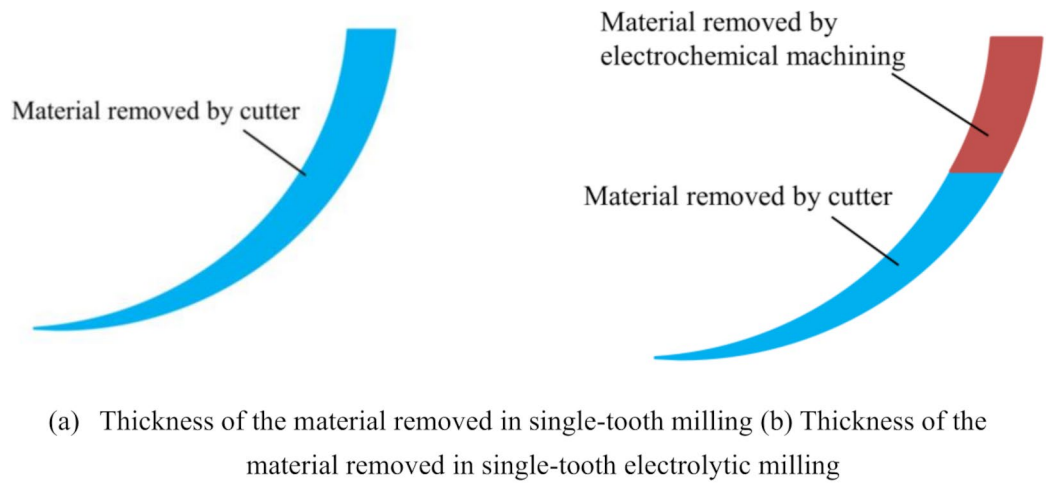 Material removed by cutter
Material removed by
electrochemical machining
Material removed by cutter
(a) Thickness of the material removed in single-tooth milling (b) Thickness of the
material removed in single-tooth electrolytic milling